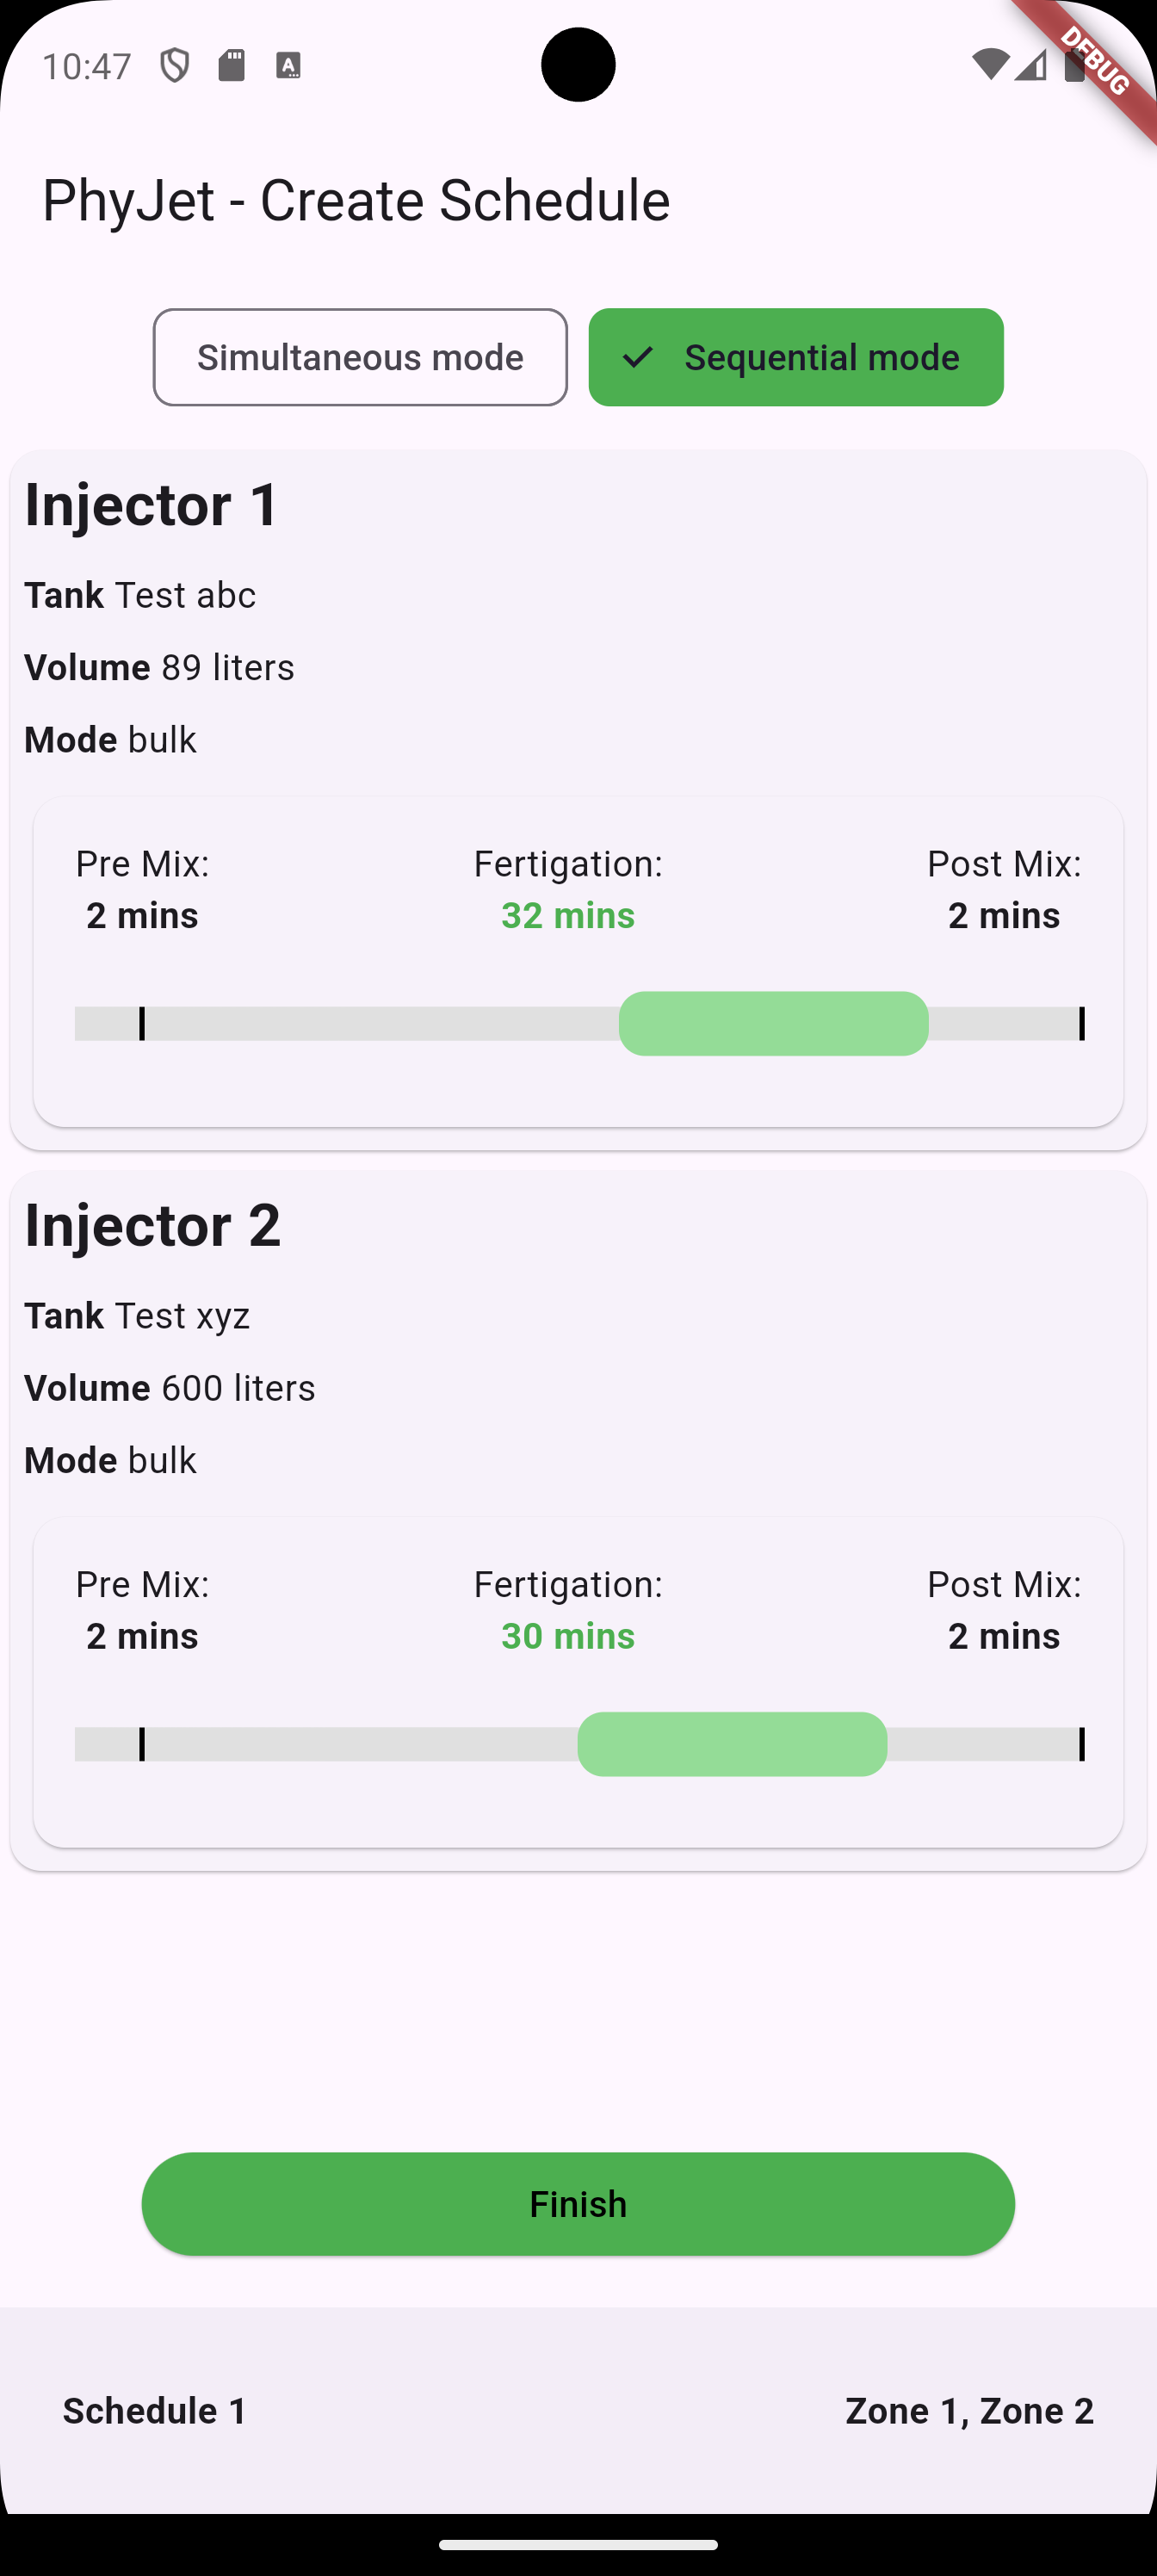 10:47
DEBUG
PhyJet - Create Schedule
Simultaneous mode
Sequential mode
Injector 1
Tank Test abc
Volume 89 liters
Mode bulk
Pre Mix: Fertigation: Post Mix:
2 mins 32 mins 2 mins
Injector 2
Tank Test xyz
Volume 600 liters
Mode bulk
Pre Mix: Fertigation: Post Mix:
2 mins 30 mins 2 mins
Finish
Schedule 1 Zone 1, Zone 2